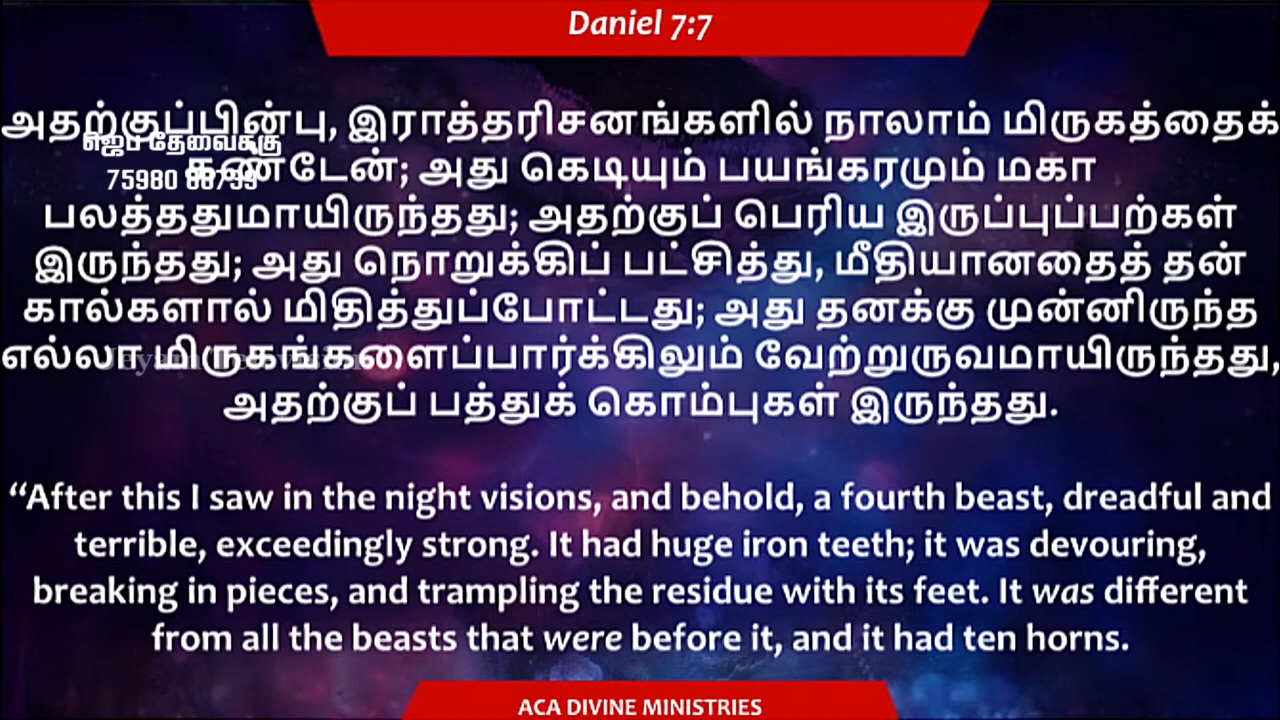 Daniel 7:7
அதற்குப்பின்பு, இராத்தரிசனங்களில் நாலாம் மிருகத்தைக்
ஜெப தேவைக்கு
கண்டேன்; அது கெடியும் பயங்கரமும் மகா
75980
பலத்ததுமாயிருந்தது; அதற்குப் பெரிய இருப்புப்பற்கள்
இருந்தது; அது நொறுக்கிப் பட்சித்து, மீதியானதைத் தன்
கால்களால் மிதித்துப்போட்டது; அது தனக்கு முன்னிருந்த
எல்லா மிருகங்களைப்பார்க்கிலும் வேற்றுருவமாயிருந்தது,
அதற்குப் பத்துக் கொம்புகள் இருந்தது.
“After this I saw in the night visions, and behold, a fourth beast, dreadful and
terrible, exceedingly strong. It had huge iron teeth; it was devouring,
breaking in pieces, and trampling the residue with its feet. It was different
from all the beasts that were before it, and it had ten horns.
ACA DIVINE MINISTRIES